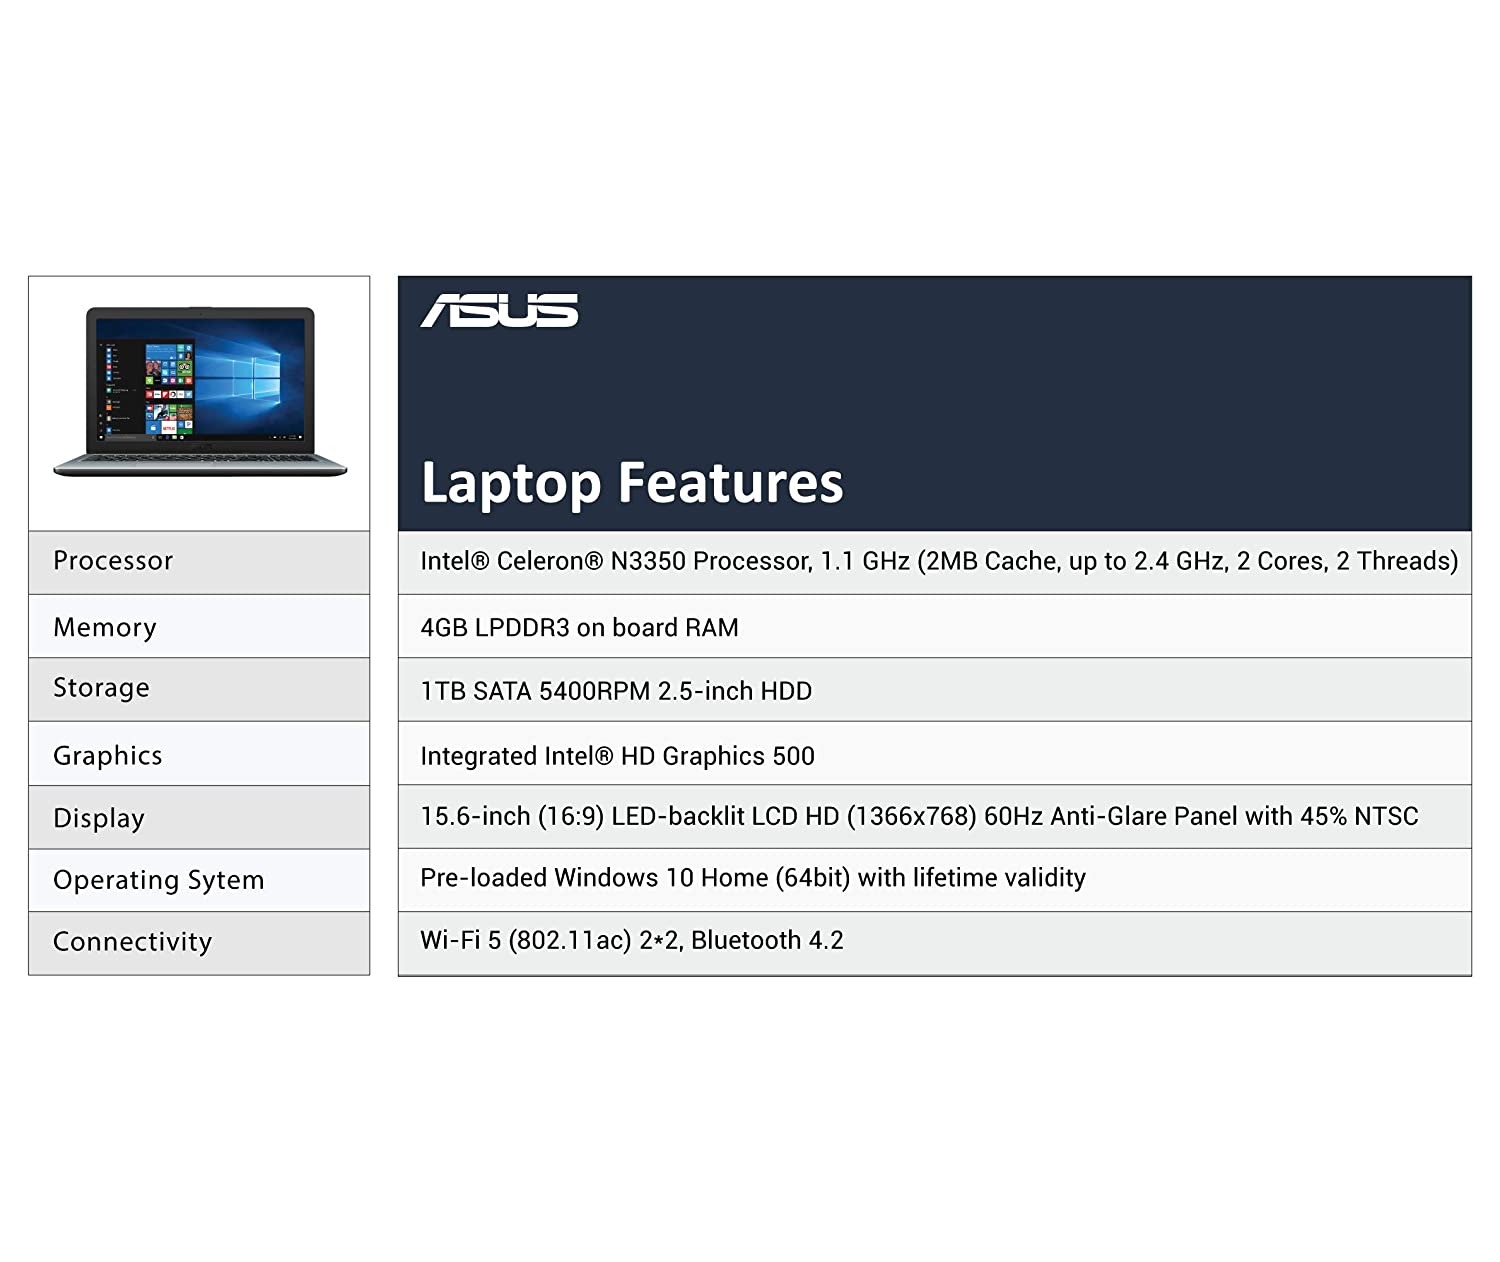 ASUS
Laptop Features
Processor
Intel® Celeron® N3350 Processor, 1.1 GHz (2MB Cache, up to 2.4 GHz, 2 Cores, 2 Threads)
Memory
4GB LPDDR3 on board RAM
Storage
1TB SATA 5400RPM 2.5-inch HDD
Graphics
Integrated Intel® HD Graphics 500
Display
15.6-inch (16:9) LED-backlit LCD HD (1366x768) 60Hz Anti-Glare Panel with 45% NTSC
Operating Sytem
Pre-loaded Windows 10 Home (64bit) with lifetime validity
Connectivity
Wi-Fi 5 (802.11ac) 2*2, Bluetooth 4.2